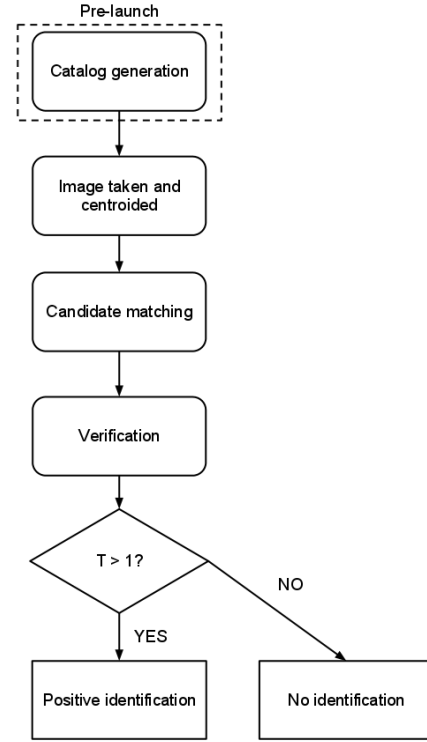 Pre-launch
Catalog generation
Image taken and
centroided
Candidate matching
Verification
T > 1?
NO
YES
Positive identification
No identification